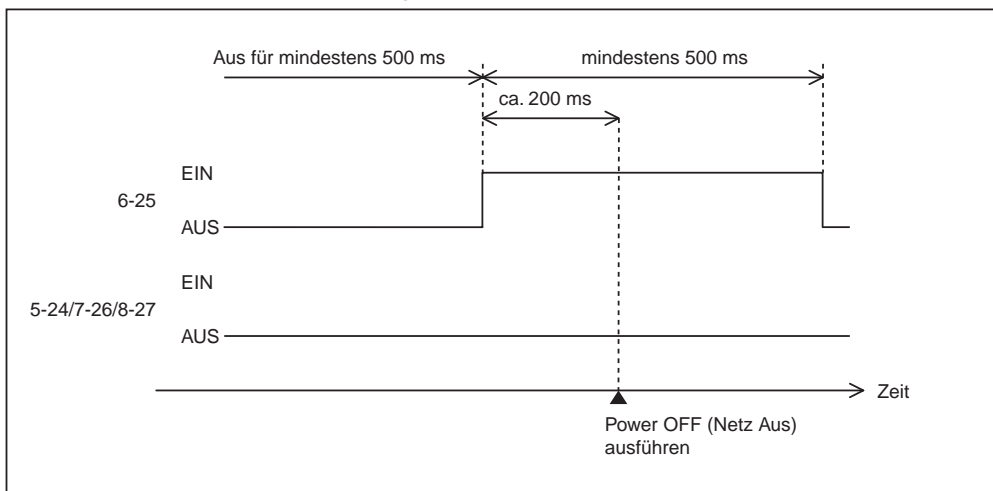 Aus für mindestens 500 ms
mindestens 500 ms
ca. 200 ms
EIN
6-25
AUS
EIN
5-24/7-26/8-27
AUS
Zeit
Power OFF (Netz Aus)
ausführen